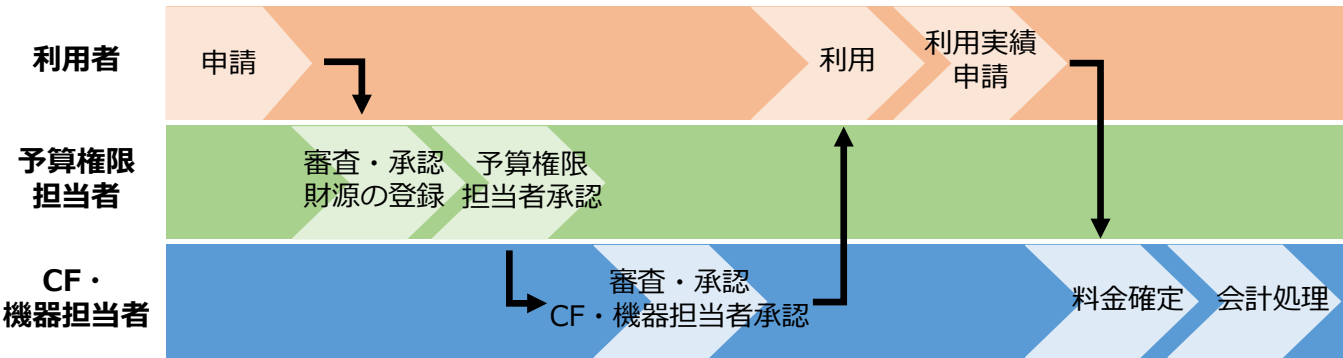 利用者
申請
利用
利用実績
申請
予算権限
担当者
審査・承認
財源の登録
予算権限
担当者承認
CF・
機器担当者
審査・承認
CF・機器担当者承認
料金確定
会計処理